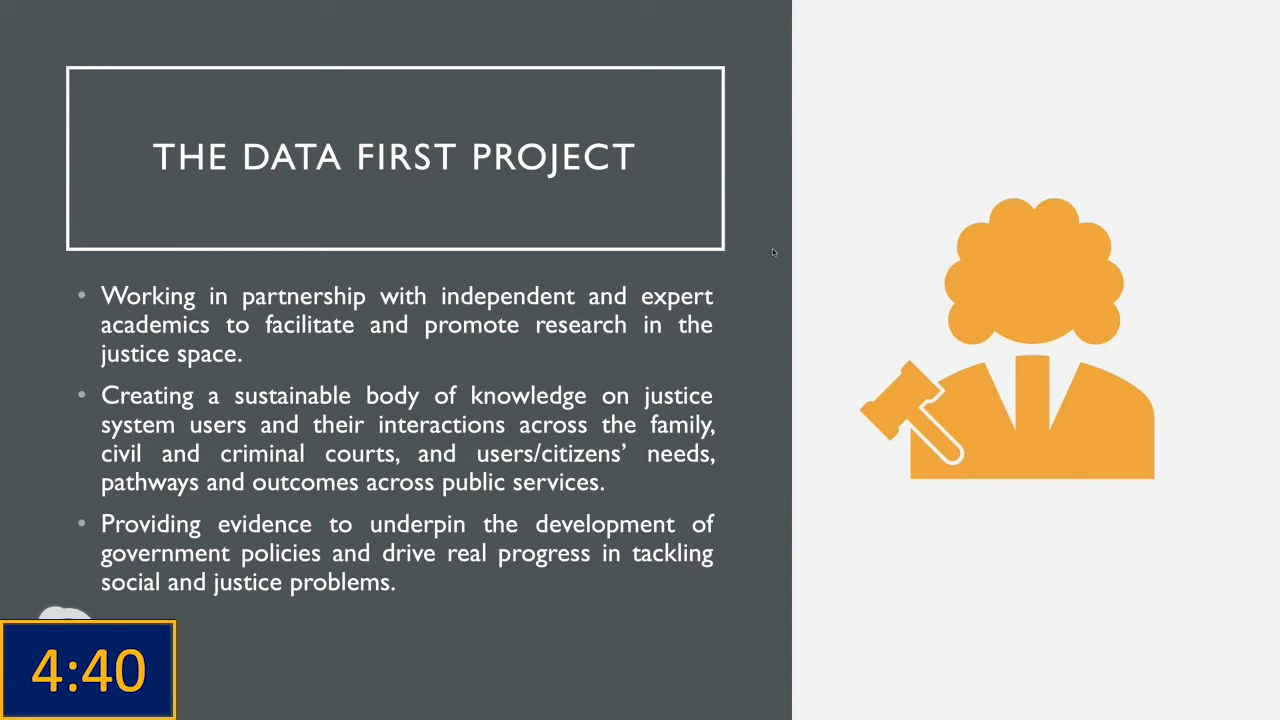 THE DATA FIRST PROJECT
• Working in partnership with independent and expert
academics to facilitate and promote research in the
justice space.
• Creating a sustainable body of knowledge on justice
system users and their interactions across the family,
civil and criminal courts, and users/citizens’ needs,
pathways and outcomes across public services.
• Providing evidence to underpin the development of
government policies and drive real progress in tackling
social and justice problems.
4:40